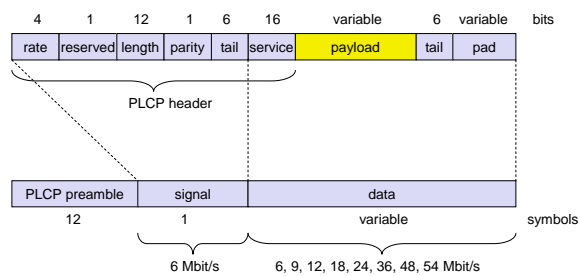 4 1 12 1 6 16 variable 6 variable bits
rate reserved length parity tail service payload tail pad
PLCP header
PLCP preamble signal data
12 1 variable symbols
6 Mbit/s 6, 9, 12, 18, 24, 36, 48, 54 Mbit/s